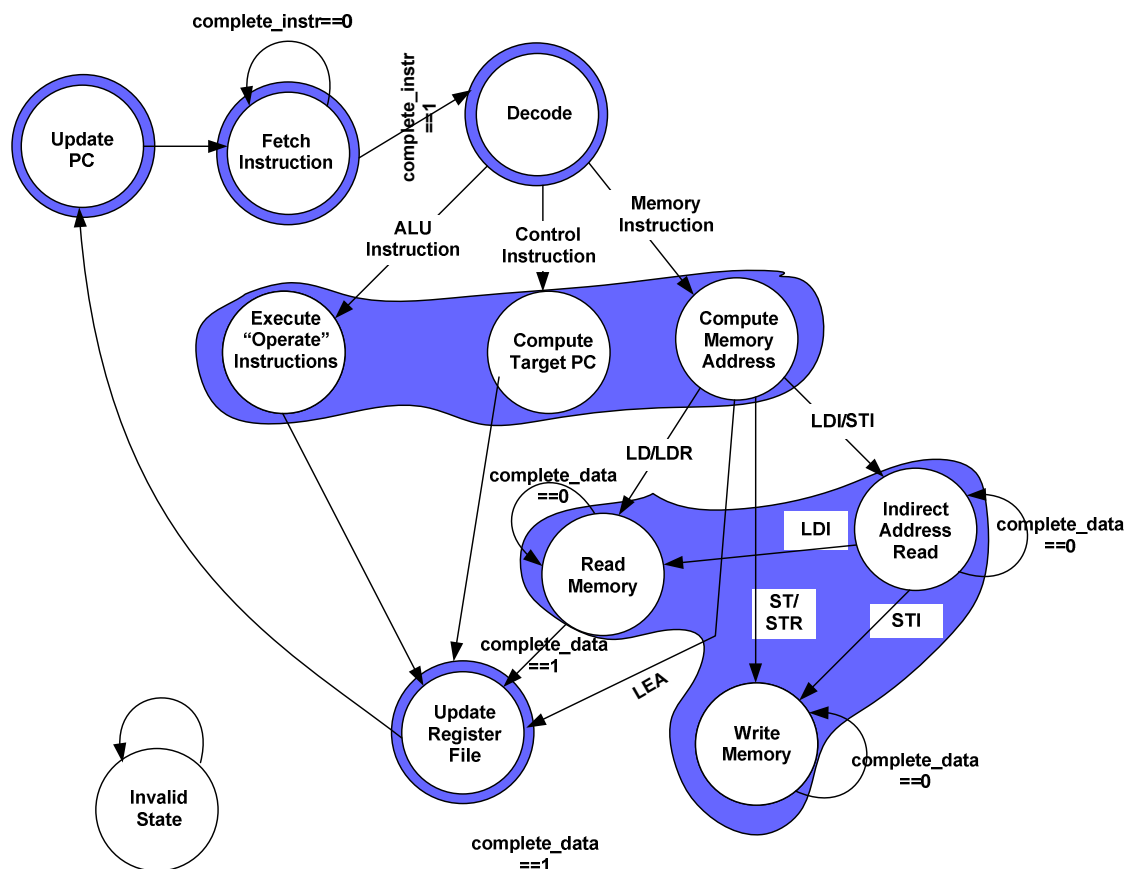 complete_instr==0
complete_instr
==1
Update
PC
Fetch
Instruction
Decode
ALU
Instruction
Control
Instruction
Memory
Instruction
Execute
“Operate”
Instructions
Compute
Target PC
Compute
Memory
Address
LD/LDR
LDI/STI
complete_data
==0
Read
Memory
LDI
Indirect
Address
Read
complete_data
==0
ST/
STR
STI
complete_data
==1
LEA
Update
Register
File
Write
Memory
complete_data
==0
Invalid
State
complete_data
==1